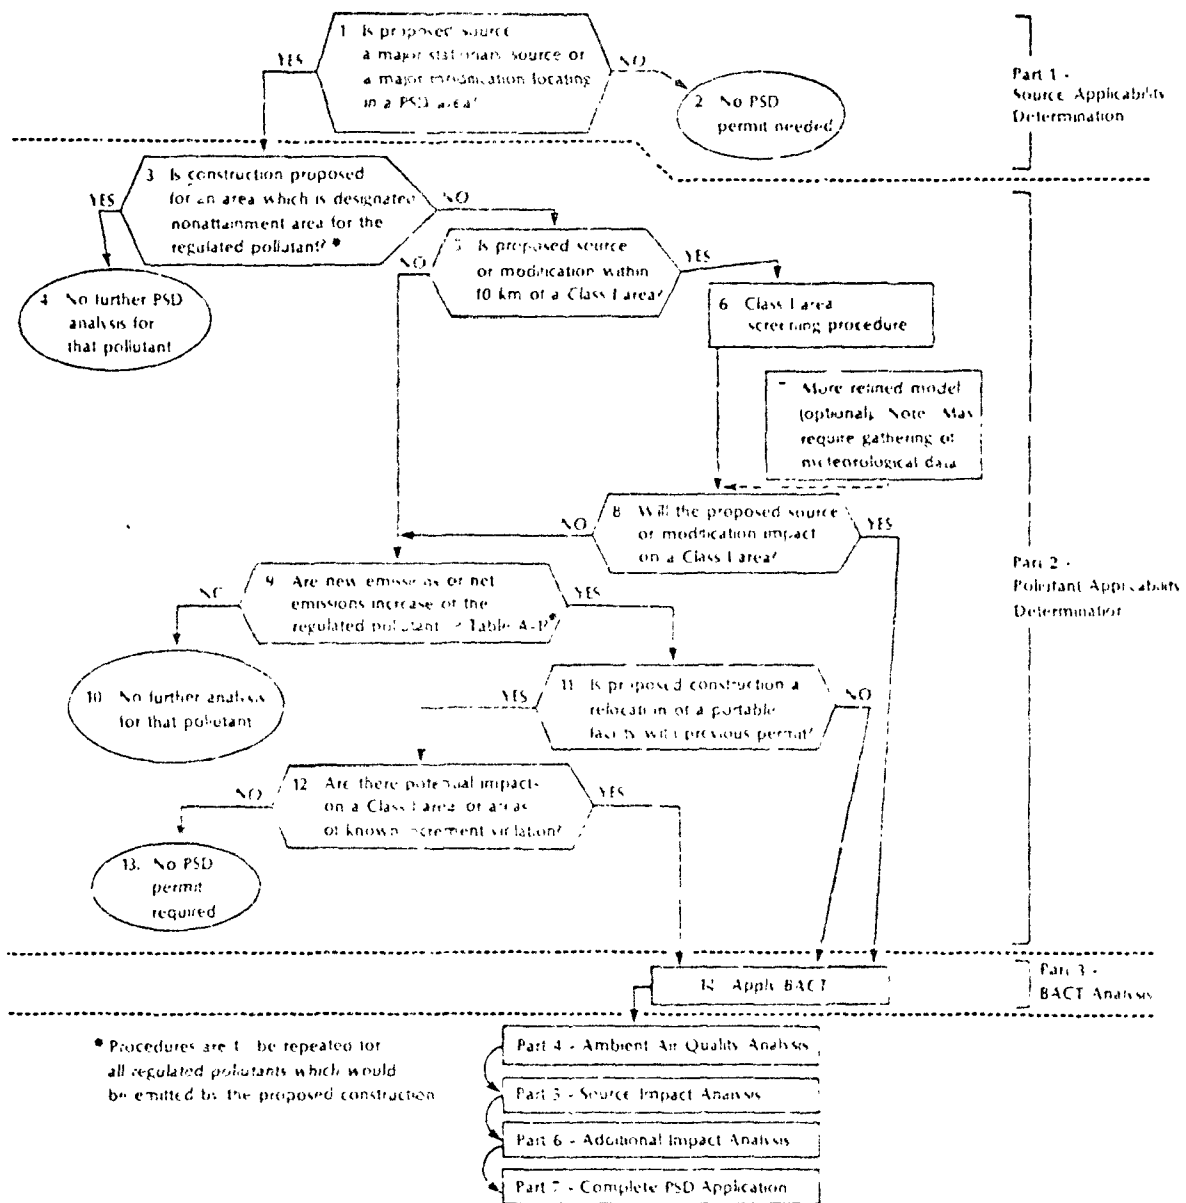 1 Is proposed source
a major stationary source or
a major modification locating
in a PSD area?
YES
NO
2 No PSD
permit needed
Part 1 -
Source Applicability
Determination
3 Is construction proposed
for an area which is designated
nonattainment area for the
regulated pollutant? *
YES
NO
4. No further PSD
analysis for
that pollutant
5 Is proposed source
or modification within
10 km of a Class I area?
NO
YES
6 Class I area
screening procedure
More refined model
(optional) Note May
require gathering of
meteorological data
8 Will the proposed source
or modification impact
on a Class I area?
NO
YES
Part 2 -
Pollutant Applicability
Determination
9 Are new emissions or net
emissions increase of the
regulated pollutant Table A-1? *
NO
YES
10. No further analysis
for that pollutant
11 Is proposed construction a
relocation of a portable
facility with previous permit?
YES
NO
12 Are there potential impacts
on a Class I area or areas
of known increment violation?
NO
YES
13. No PSD
permit
required
14. Apply BACT
Part 3 -
BACT Analysis
* Procedures are to be repeated for
all regulated pollutants which would
be emitted by the proposed construction
Part 4 - Ambient Air Quality Analysis
Part 5 - Source Impact Analysis
Part 6 - Additional Impact Analysis
Part 7 - Complete PSD Application